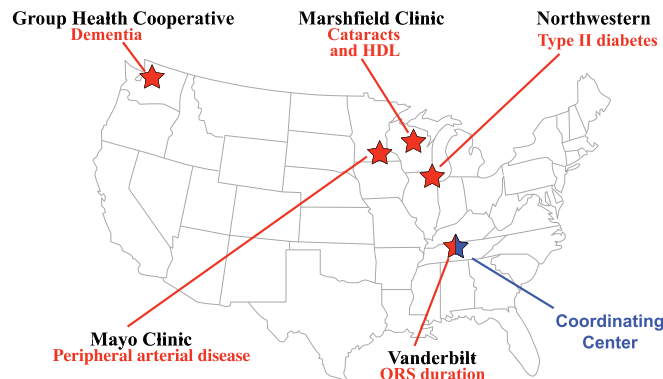 Group Health Cooperative
Dementia
Marshfield Clinic
Cataracts
and HDL
Northwestern
Type II diabetes
Mayo Clinic
Peripheral arterial disease
Vanderbilt
QRS duration
Coordinating
Center